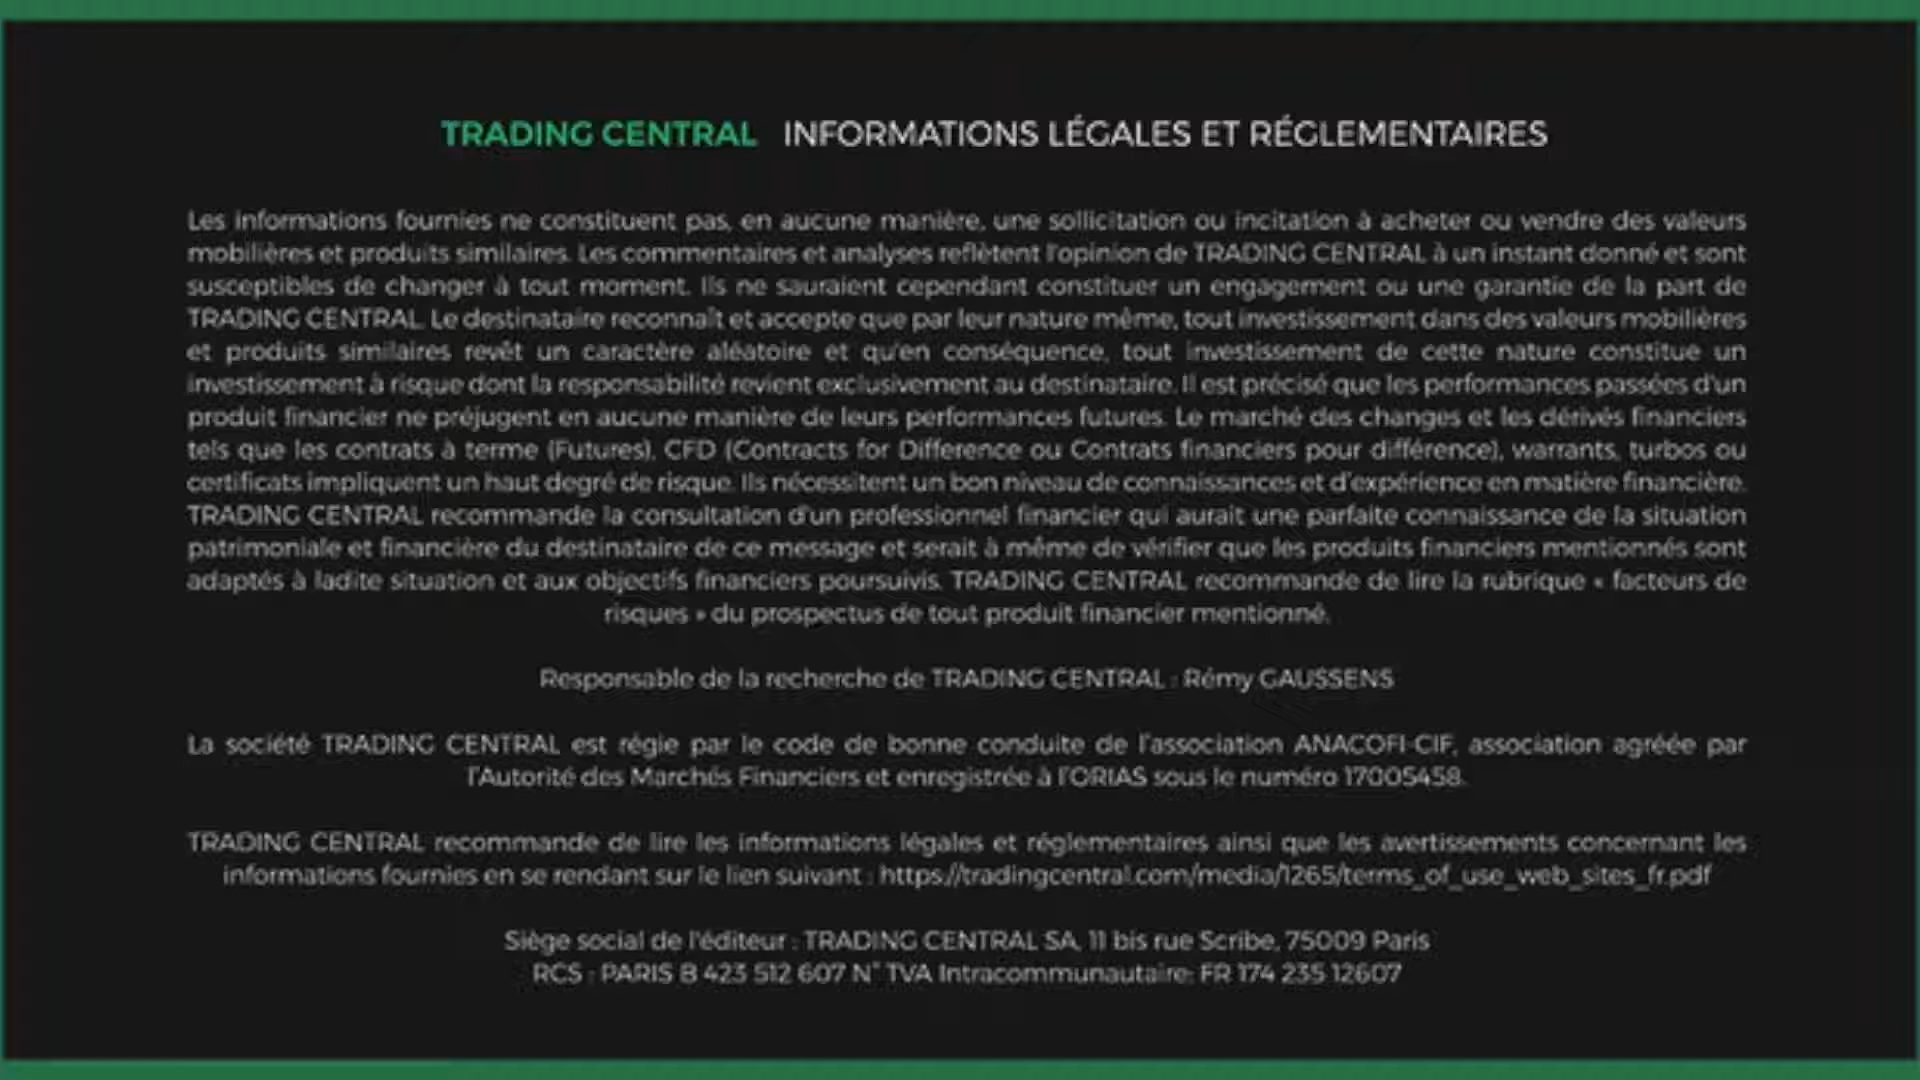 TRADING CENTRAL INFORMATIONS LÉGALES ET RÉGLEMENTAIRES
Les informations fournies ne constituent pas, en aucune manière, une sollicitation ou incitation à acheter ou vendre des valeurs
mobilières et produits similaires. Les commentaires et analyses reflètent l'opinion de TRADING CENTRAL à un instant donné et sont
susceptibles de changer à tout moment. Ils ne sauraient cependant constituer un engagement ou une garantie de la part de
TRADING CENTRAL. Le destinataire reconnaît et accepte que par leur nature même, tout investissement dans des valeurs mobilières
et produits similaires revêt un caractère aléatoire et qu'en conséquence, tout investissement de cette nature constitue un
investissement à risque dont la responsabilité revient exclusivement au destinataire. Il est précisé que les performances passées d'un
produit financier ne préjugent en aucune manière de leurs performances futures. Le marché des changes et les dérivés financiers
tels que les contrats à terme (Futures), CFD (Contracts for Difference ou Contrats financiers pour différence), warrants, turbos ou
certificats impliquent un haut degré de risque. Ils nécessitent un bon niveau de connaissances et d'expérience en matière financière.
TRADING CENTRAL recommande la consultation d'un professionnel financier qui aurait une parfaite connaissance de la situation
patrimoniale et financière du destinataire de ce message et serait à même de vérifier que les produits financiers mentionnés sont
adaptés à ladite situation et aux objectifs financiers poursuivis. TRADING CENTRAL recommande de lire la rubrique « facteurs de
risques » du prospectus de tout produit financier mentionné.
Responsable de la recherche de TRADING CENTRAL : Rémy GAUSSENS
La société TRADING CENTRAL est régie par le code de bonne conduite de l'association ANACOFI-CIF, association agréée par
l'Autorité des Marchés Financiers et enregistrée à l'ORIAS sous le numéro 17005458.
TRADING CENTRAL recommande de lire les informations légales et réglementaires ainsi que les avertissements concernant les
informations fournies en se rendant sur le lien suivant : https://tradingcentral.com/media/1265/terms_of_use_web_sites_fr.pdf
Siège social de l'éditeur : TRADING CENTRAL SA, 11 bis rue Scribe, 75009 Paris
RCS : PARIS B 423 512 607 N° TVA Intracommunautaire: FR 174 235 12607